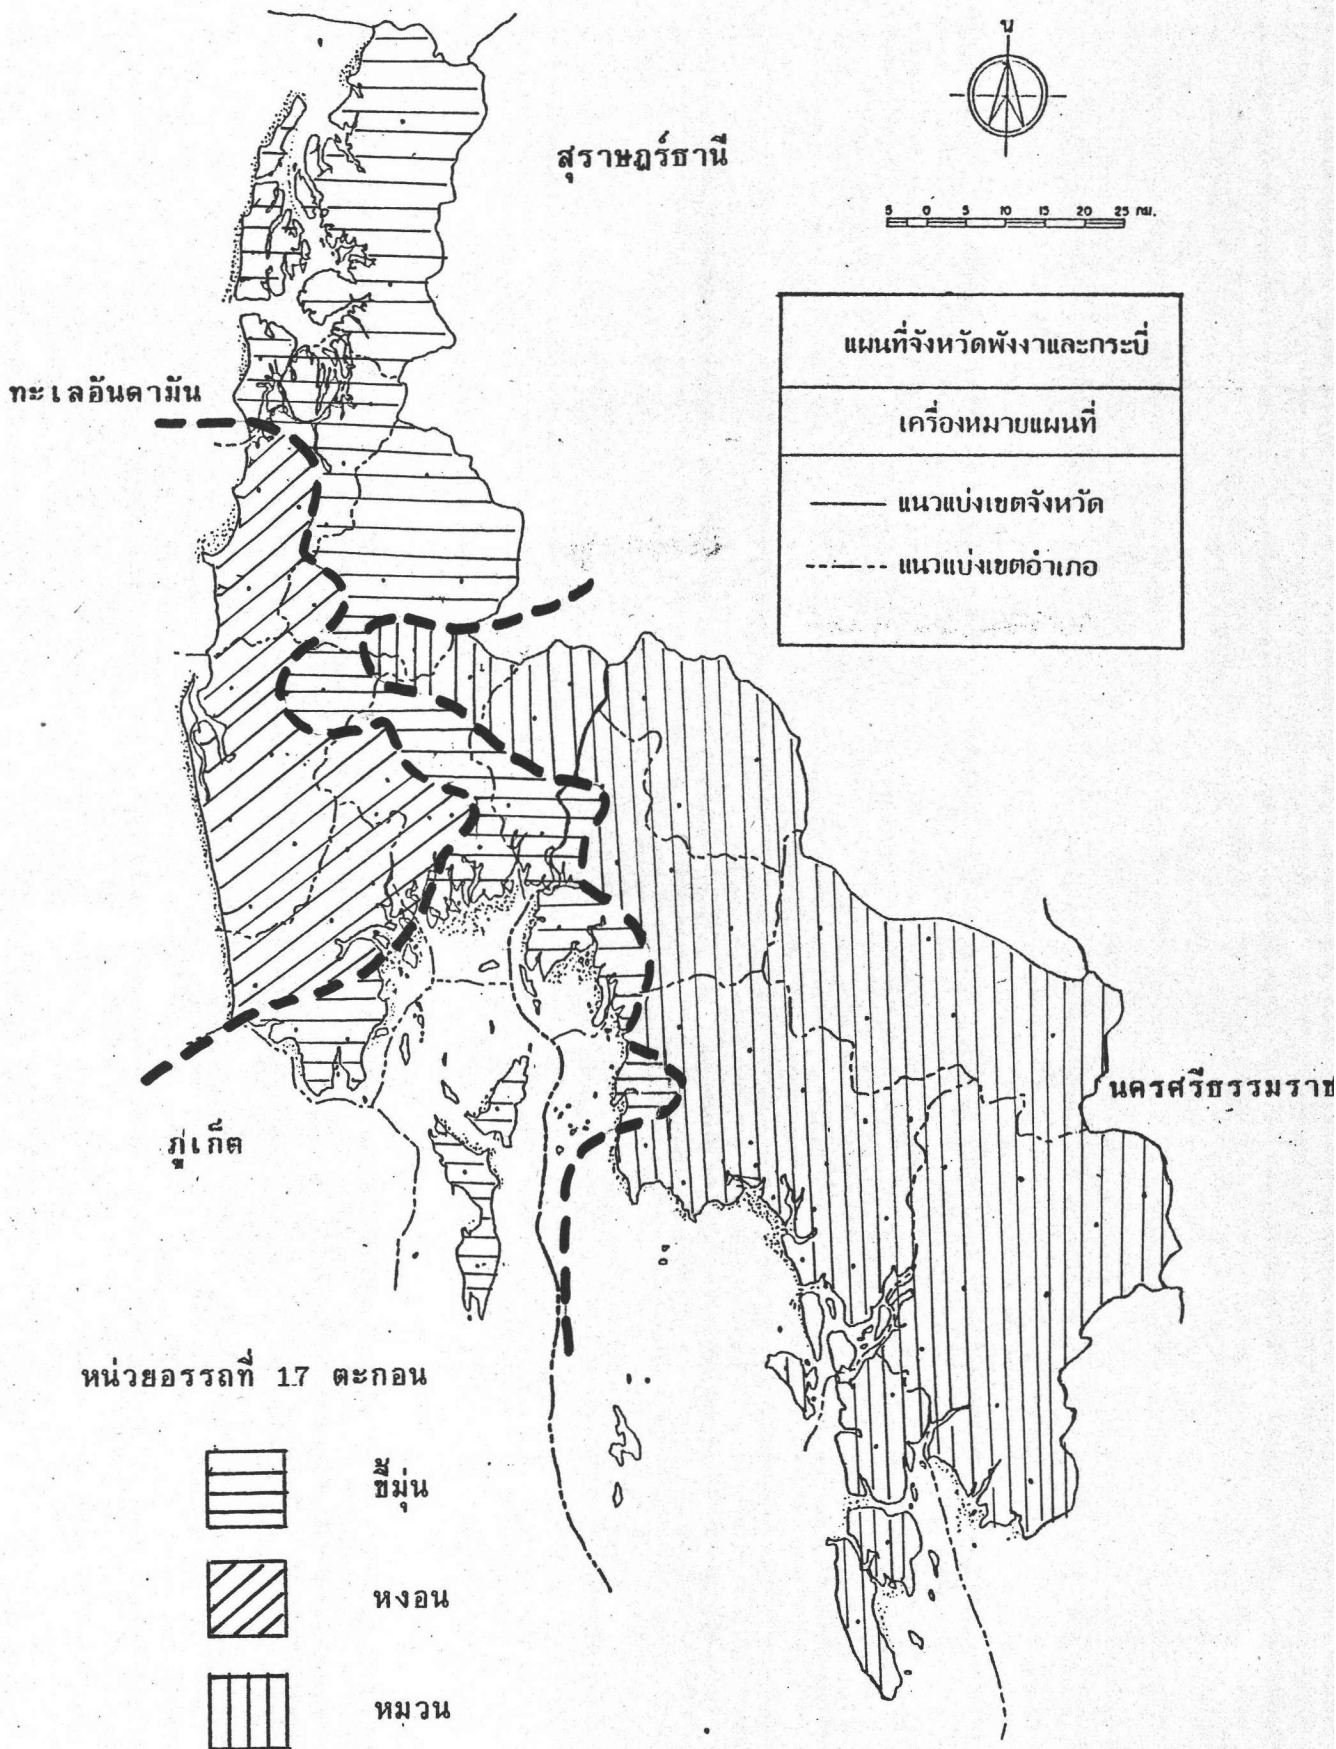 น
สุราษฎร์ธานี
5 0 5 10 15 20 25 กม.
แผนที่จังหวัดพังงาและกระบี่
เครื่องหมายแผนที่
แนวแบ่งเขตจังหวัด
แนวแบ่งเขตอำเภอ
ทะเลอันดามัน
นครศรีธรรมราช
ภูเก็ต
หน่วยอรรถที่ 17 ตะกอน
ขี้มุ่น
หงอน
หมวน